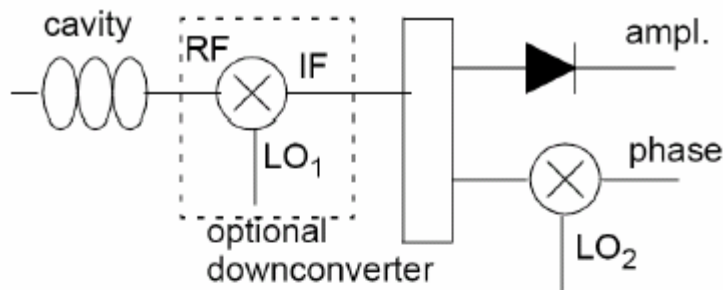 cavity
RF
IF
LO₁
optional
downconverter
ampl.
phase
LO₂